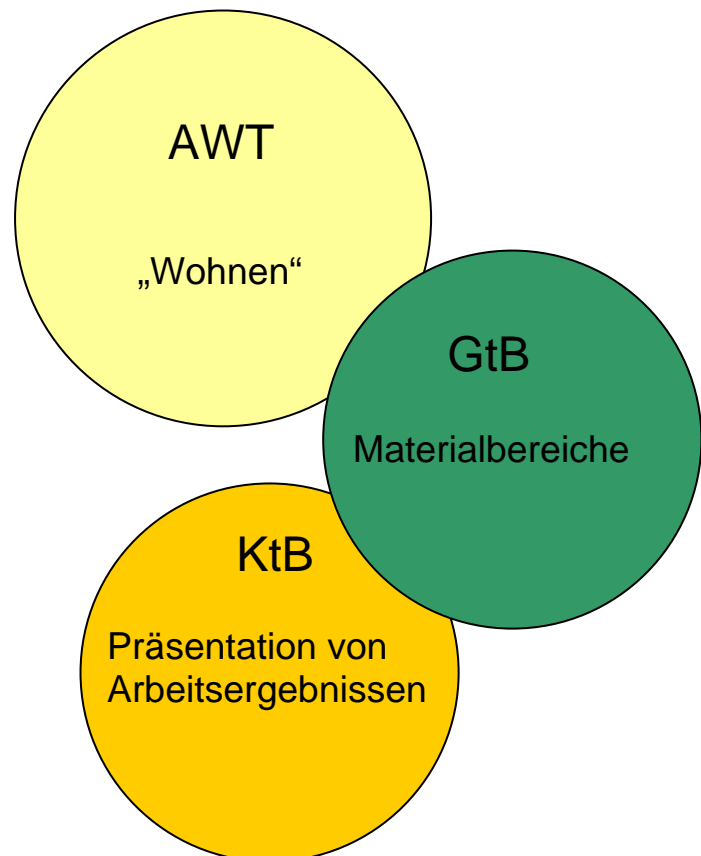 AWT
„Wohnen“
GtB
Materialbereiche
KtB
Präsentation von
Arbeitsergebnissen